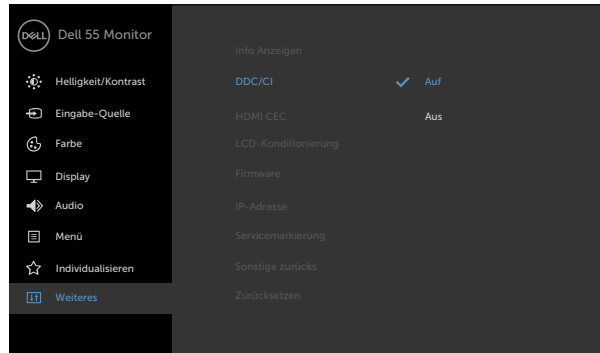 DELL Dell 55 Monitor
Helligkeit/Kontrast
Eingabe-Quelle
Farbe
Display
Audio
Menü
Individualisieren
Weiteres
Info Anzeigen
DDC/CI Auf
HDMI CEC Aus
LCD-Konditionierung
Firmware
IP-Adresse
Servicemarkierung
Sonstige zurücks.
Zurücksetzen